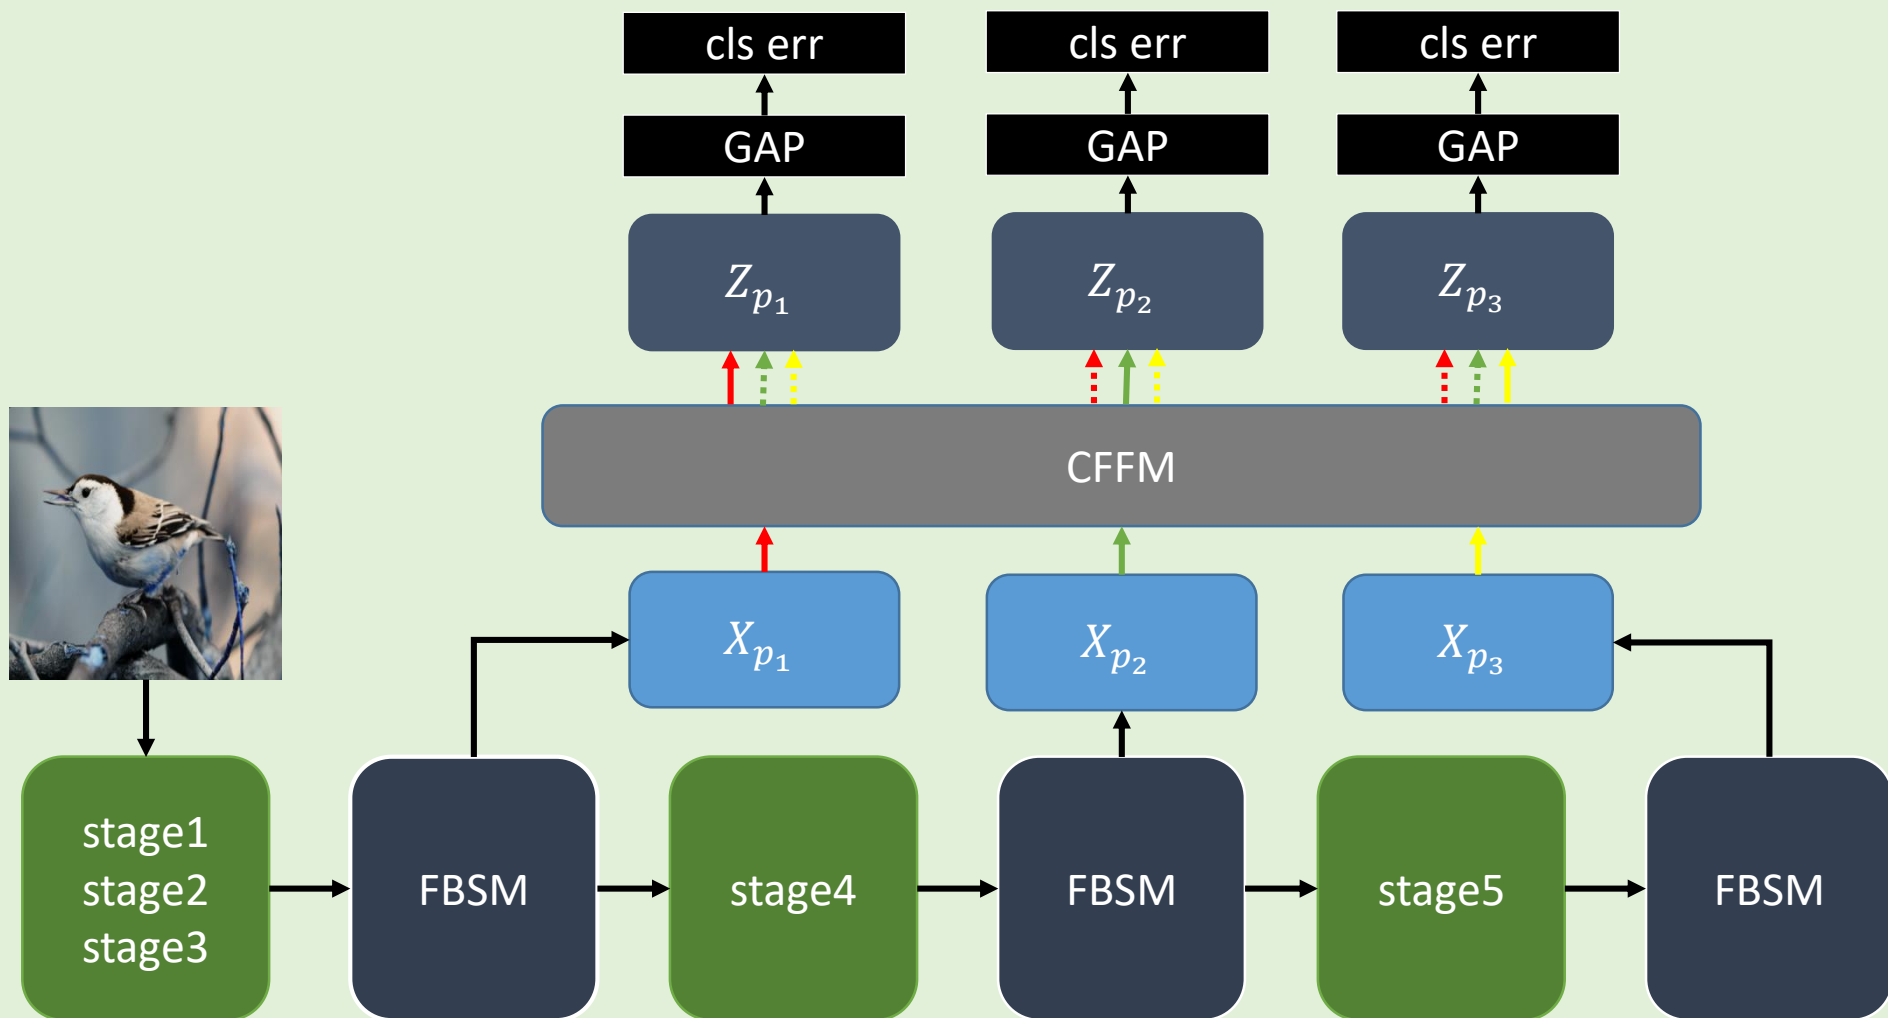 cls err
cls err
cls err
GAP
GAP
GAP
Z_{p_1}
Z_{p_2}
Z_{p_3}
CFFM
X_{p_1}
X_{p_2}
X_{p_3}
stage1
stage2
stage3
FBSM
stage4
FBSM
stage5
FBSM